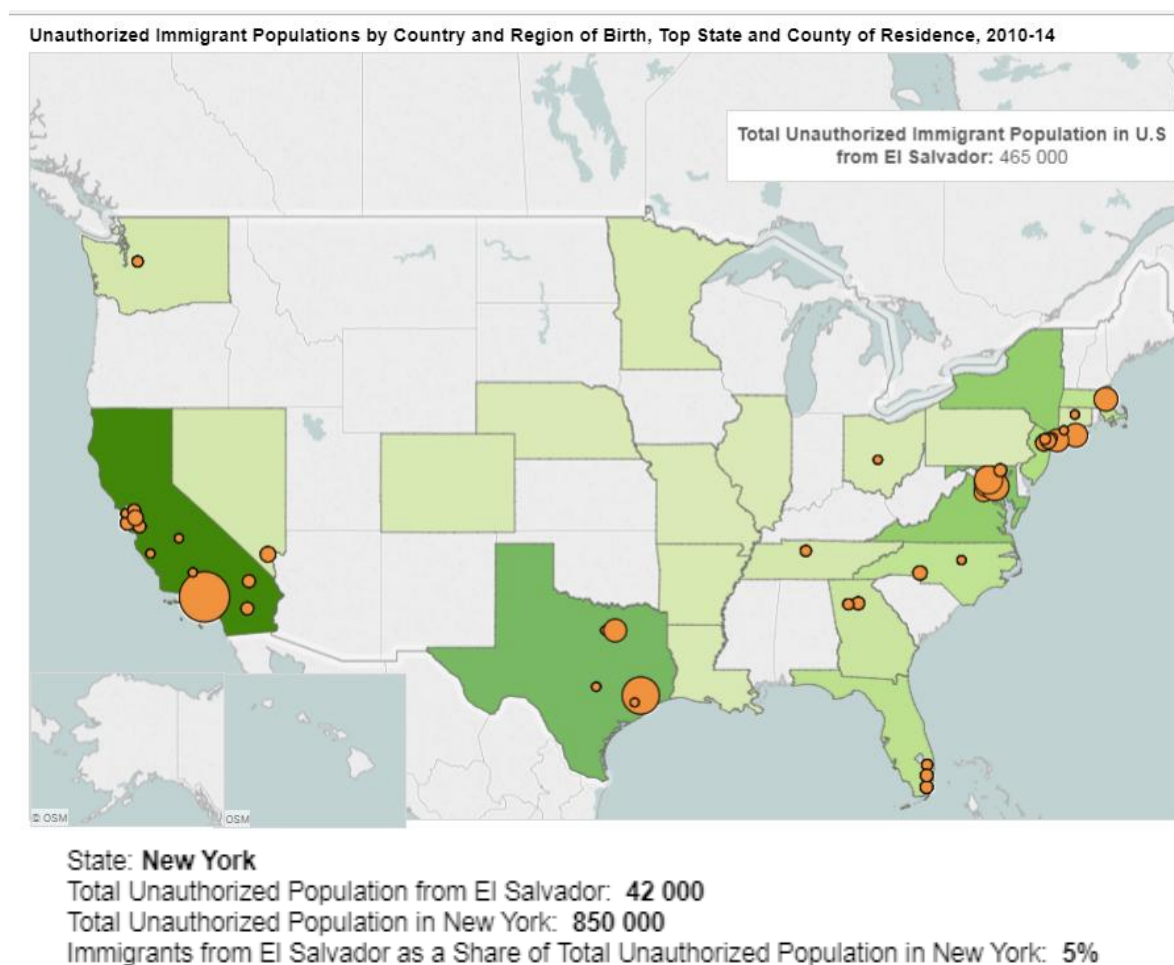 Unauthorized Immigrant Populations by Country and Region of Birth, Top State and County of Residence, 2010-14
Total Unauthorized Immigrant Population in U.S
from El Salvador: 465 000
© OSM
OSM
State: New York
Total Unauthorized Population from El Salvador: 42 000
Total Unauthorized Population in New York: 850 000
Immigrants from El Salvador as a Share of Total Unauthorized Population in New York: 5%